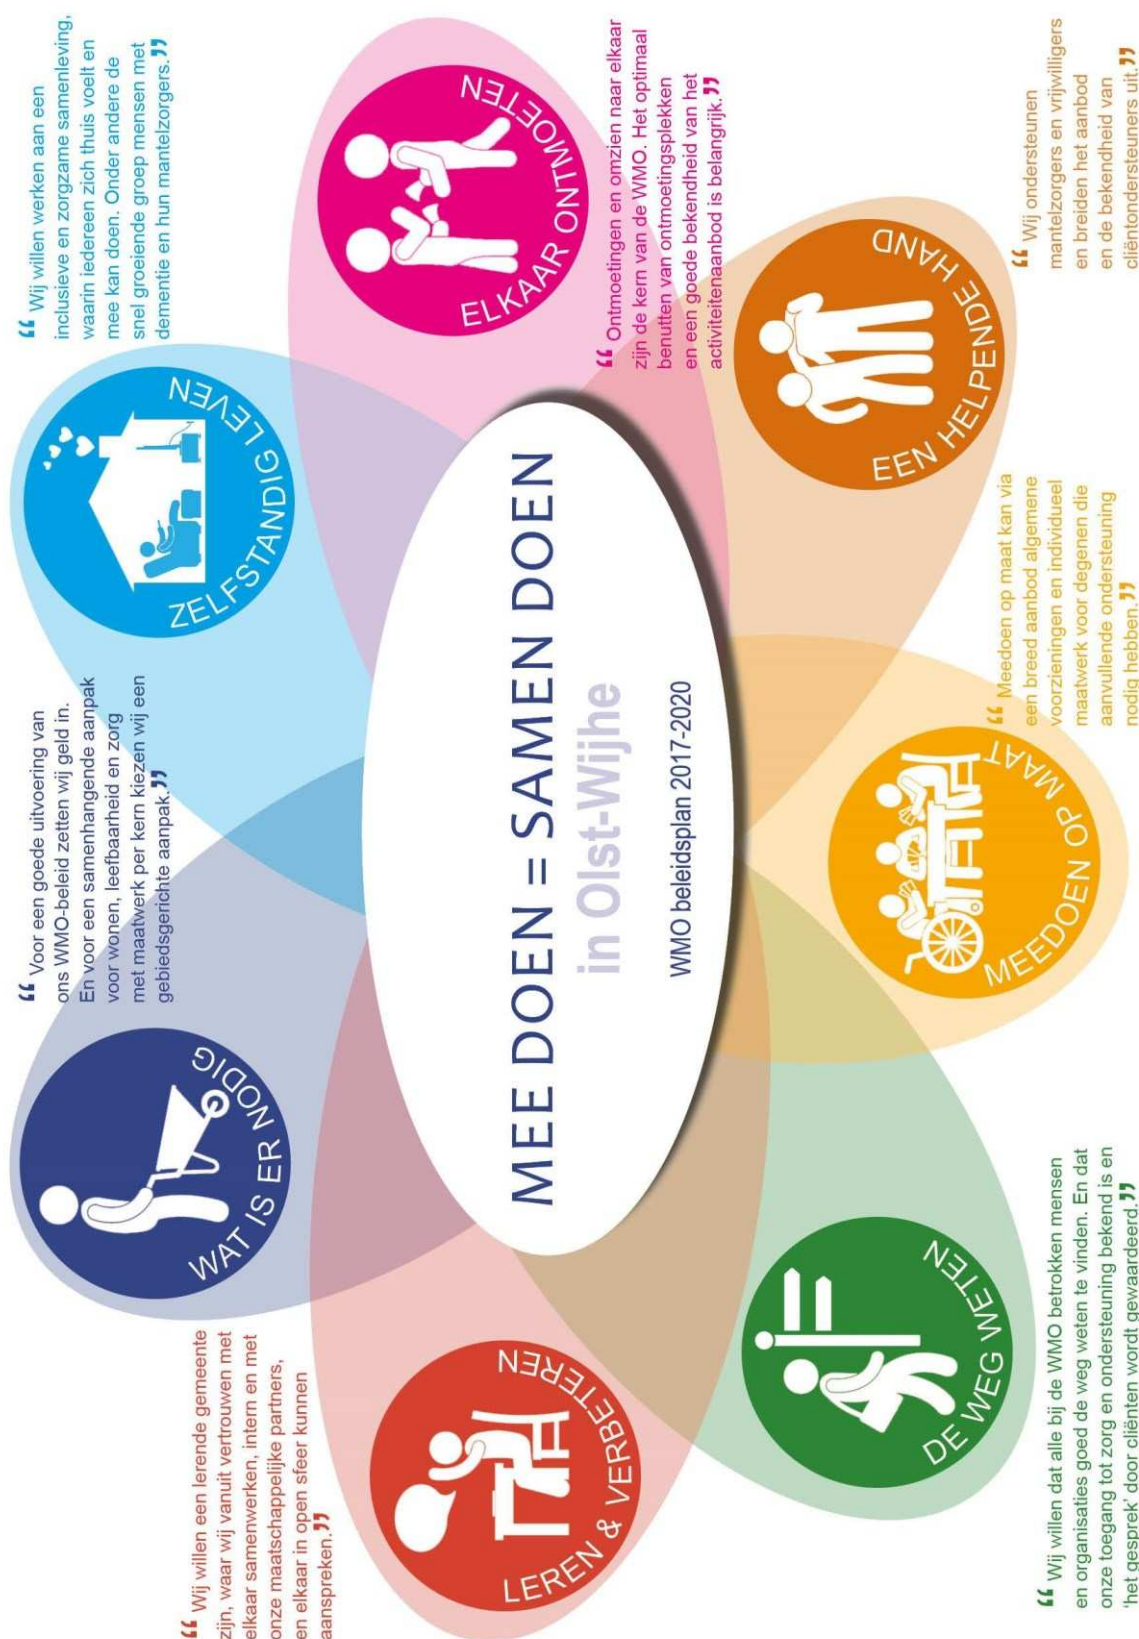 “ Voor een goede uitvoering van
ons WMO-beleid zetten wij geld in.
En voor een samenhangende aanpak
voor wonen, leefbaarheid en zorg
met maatwerk per kern kiezen wij een
gebiedsgerichte aanpak.”
WAT IS ER NODIG
“ Wij willen werken aan een
inclusieve en zorgzame samenleving,
waarin iedereen zich thuis voelt en
mee kan doen. Onder andere de
snel groeiende groep mensen met
dementie en hun mantelzorgers.”
ZELFSTANDIG LEVEN
“ Wij willen een lerende gemeente
zijn, waar wij vanuit vertrouwen met
elkaar samenwerken, intern en met
onze maatschappelijke partners,
en elkaar in open sfeer kunnen
aanspreken.”
LEREN & VERBETEREN
MEE DOEN = SAMEN DOEN
in Olst-Wijhe
WMO beleidsplan 2017-2020
ELKAAR ONTMOETEN
“ Ontmoetingen en omzien naar elkaar
zijn de kern van de WMO. Het optimaal
benutten van ontmoetingsplekken
en een goede bekendheid van het
activiteitenaanbod is belangrijk.”
DE WEG WETEN
“ Wij willen dat alle bij de WMO betrokken mensen
en organisaties goed de weg weten te vinden. En dat
onze toegang tot zorg en ondersteuning bekend is en
‘het gesprek’ door cliënten wordt gewaardeerd.”
MEEDOEN OP MAAT
“ Meedoen op maat kan via
een breed aanbod algemene
voorzieningen en individueel
maatwerk voor degenen die
aanvullende ondersteuning
nodig hebben.”
EEN HELPENDE HAND
“ Wij ondersteunen
mantelzorgers en vrijwilligers
en breiden het aanbod
en de bekendheid van
cliëntondersteuners uit.”